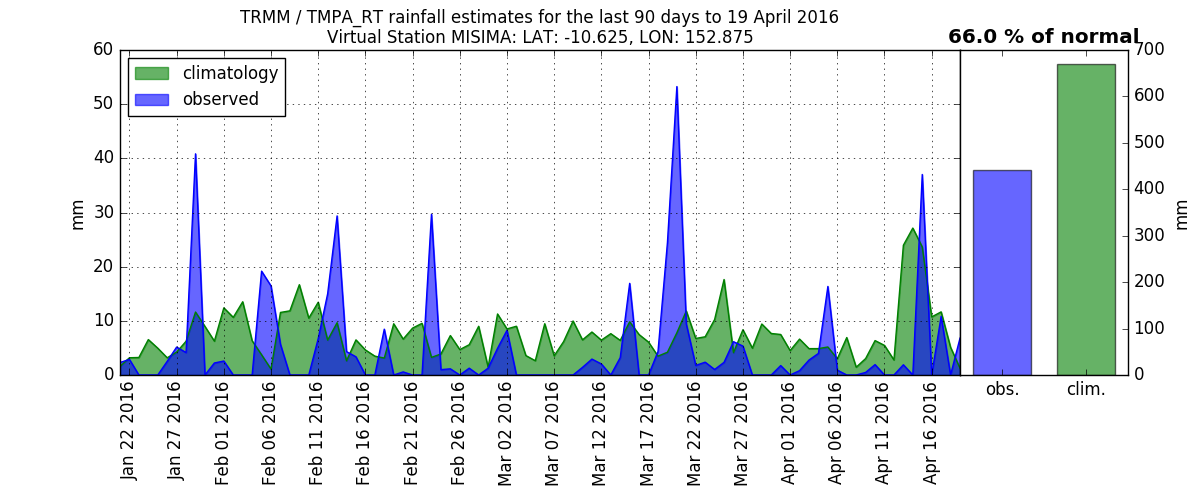 TRMM / TMPA_RT rainfall estimates for the last 90 days to 19 April 2016
Virtual Station MISIMA: LAT: -10.625, LON: 152.875
66.0 % of normal
climatology
observed
60
50
40
30
20
10
0
mm
700
600
500
400
300
200
100
0
mm
Jan 22 2016
Jan 27 2016
Feb 01 2016
Feb 06 2016
Feb 11 2016
Feb 16 2016
Feb 21 2016
Feb 26 2016
Mar 02 2016
Mar 07 2016
Mar 12 2016
Mar 17 2016
Mar 22 2016
Mar 27 2016
Apr 01 2016
Apr 06 2016
Apr 11 2016
Apr 16 2016
obs.
clim.